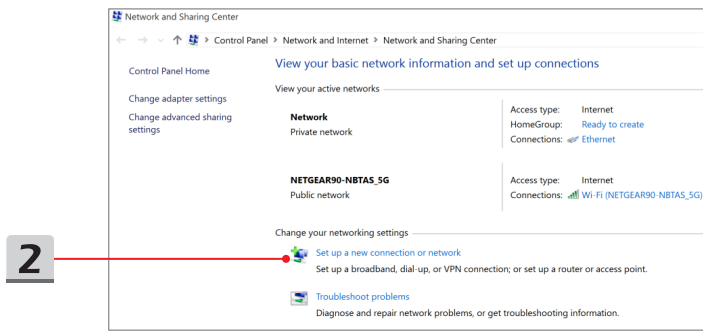 Network and Sharing Center
Control Panel > Network and Internet > Network and Sharing Center
Control Panel Home
Change adapter settings
Change advanced sharing
settings
View your basic network information and set up connections
View your active networks
Network
Private network
Access type: Internet
HomeGroup: Ready to create
Connections: Ethernet
NETGEAR90-NBTAS_5G
Public network
Access type: Internet
Connections: Wi-Fi (NETGEAR90-NBTAS_5G)
Change your networking settings
2
Set up a new connection or network
Set up a broadband, dial-up, or VPN connection; or set up a router or access point.
Troubleshoot problems
Diagnose and repair network problems, or get troubleshooting information.